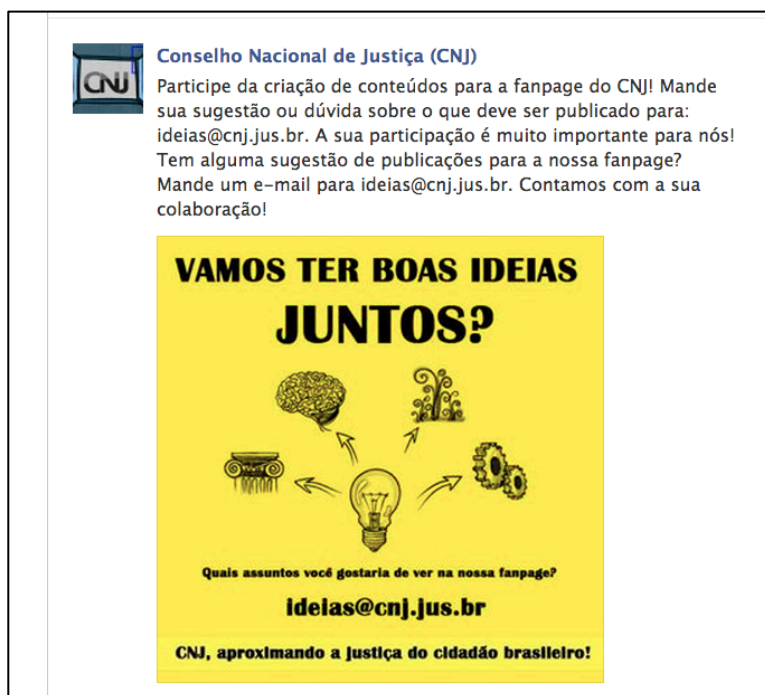 CNJ
Conselho Nacional de Justiça (CNJ)
Participe da criação de conteúdos para a fanpage do CNJ! Mande
sua sugestão ou dúvida sobre o que deve ser publicado para:
ideias@cnj.jus.br. A sua participação é muito importante para nós!
Tem alguma sugestão de publicações para a nossa fanpage?
Mande um e-mail para ideias@cnj.jus.br. Contamos com a sua
colaboração!
VAMOS TER BOAS IDEIAS
JUNTOS?
Quais assuntos você gostaria de ver na nossa fanpage?
ideias@cnj.jus.br
CNJ, aproximando a justiça do cidadão brasileiro!